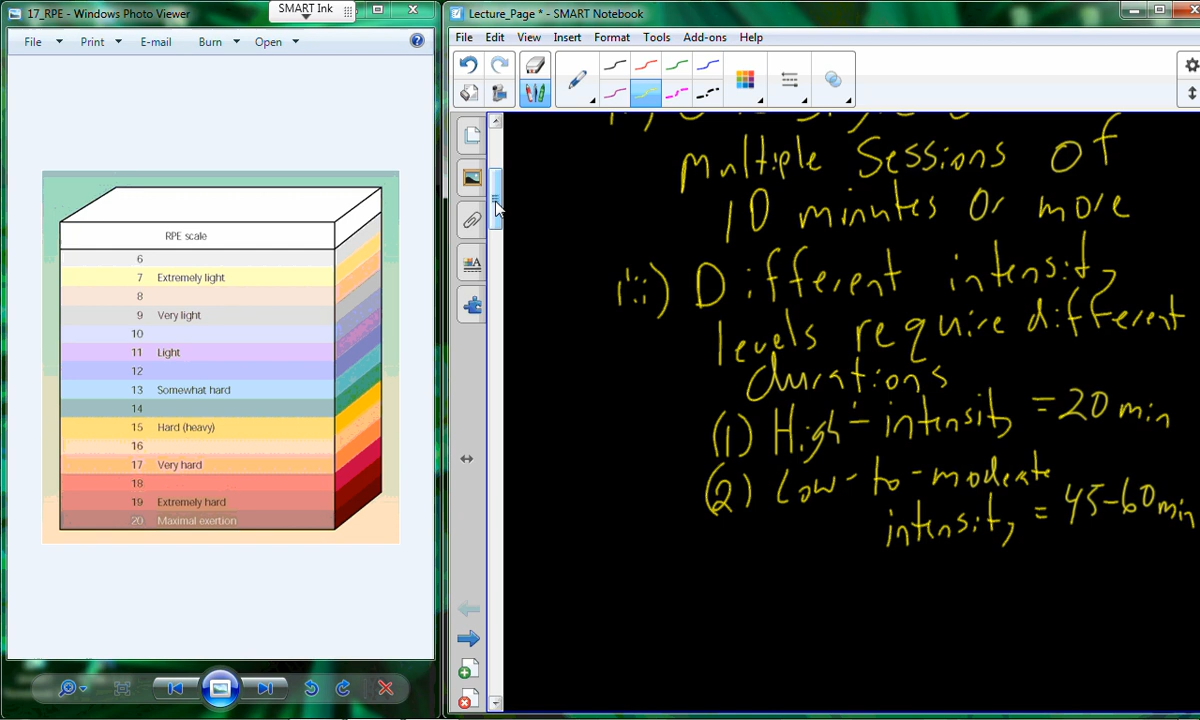 17_RPE - Windows Photo Viewer
SMART Ink
File Print E-mail Burn Open
RPE scale
6
7 Extremely light
8
9 Very light
10
11 Light
12
13 Somewhat hard
14
15 Hard (heavy)
16
17 Very hard
18
19 Extremely hard
20 Maximal exertion
Lecture_Page * - SMART Notebook
File Edit View Insert Format Tools Add-ons Help
Multiple Sessions of
10 minutes or more
iii) Different intensity
levels require different
durations
(1) High-intensity = 20 min
(2) Low-to-moderate
intensity = 45-60 min